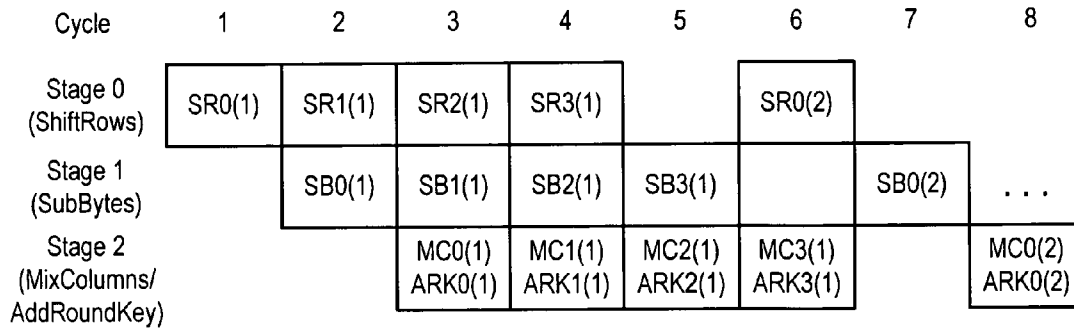 Cycle 1 2 3 4 5 6 7 8
Stage 0
(ShiftRows)
SR0(1) SR1(1) SR2(1) SR3(1) SR0(2)
Stage 1
(SubBytes)
SB0(1) SB1(1) SB2(1) SB3(1) SB0(2) . . .
Stage 2
(MixColumns/
AddRoundKey)
MC0(1) MC1(1) MC2(1) MC3(1) MC0(2)
ARK0(1) ARK1(1) ARK2(1) ARK3(1) ARK0(2)